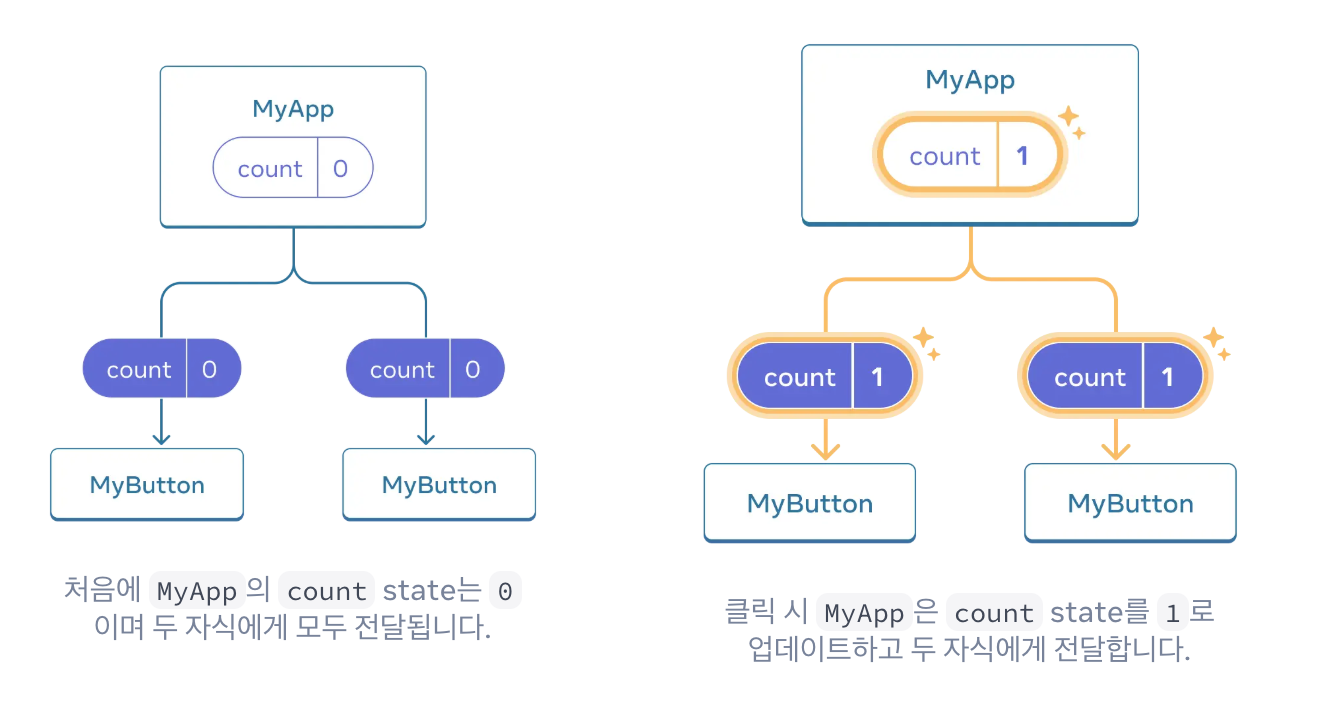 MyApp
count 0
count 0
count 0
MyButton
MyButton
처음에 MyApp의 count state는 0
이며 두 자식에게 모두 전달됩니다.
MyApp
count 1
count 1
count 1
MyButton
MyButton
클릭 시 MyApp은 count state를 1로
업데이트하고 두 자식에게 전달합니다.